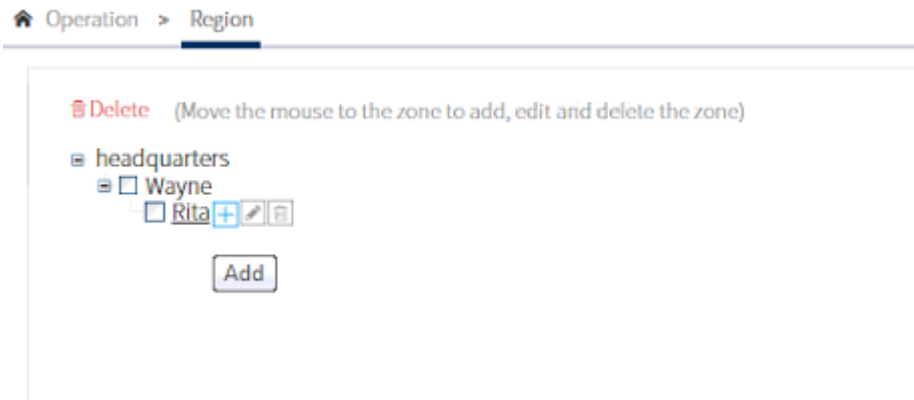 Operation > Region
Delete (Move the mouse to the zone to add, edit and delete the zone)
headquarters
Wayne
Rita
Add